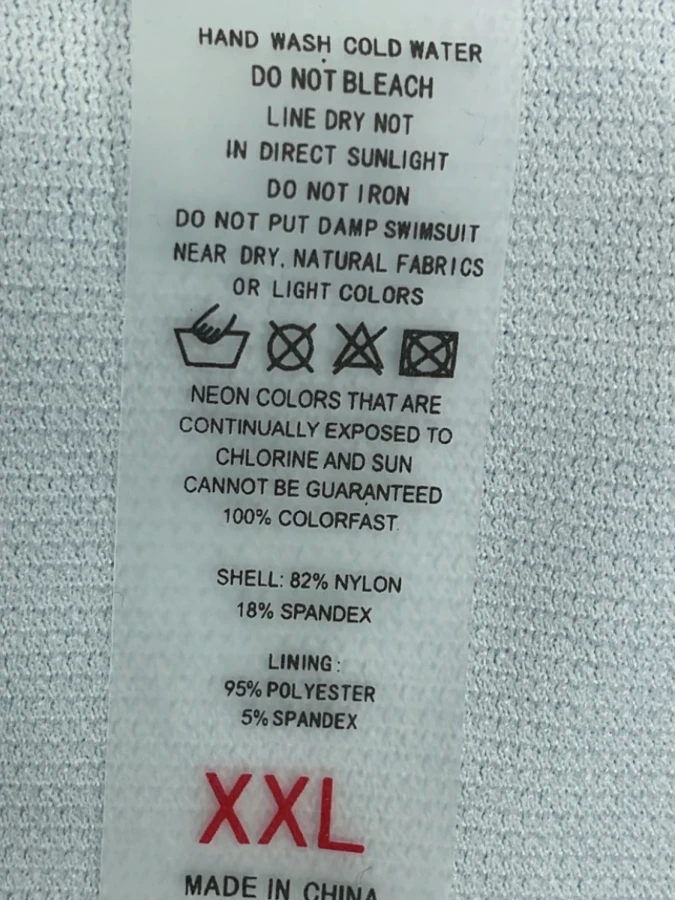 HAND WASH COLD WATER
DO NOT BLEACH
LINE DRY NOT
IN DIRECT SUNLIGHT
DO NOT IRON
DO NOT PUT DAMP SWIMSUIT
NEAR DRY, NATURAL FABRICS
OR LIGHT COLORS
NEON COLORS THAT ARE
CONTINUALLY EXPOSED TO
CHLORINE AND SUN
CANNOT BE GUARANTEED
100% COLORFAST.
SHELL: 82% NYLON
18% SPANDEX
LINING:
95% POLYESTER
5% SPANDEX
XXL
MADE IN CHINA